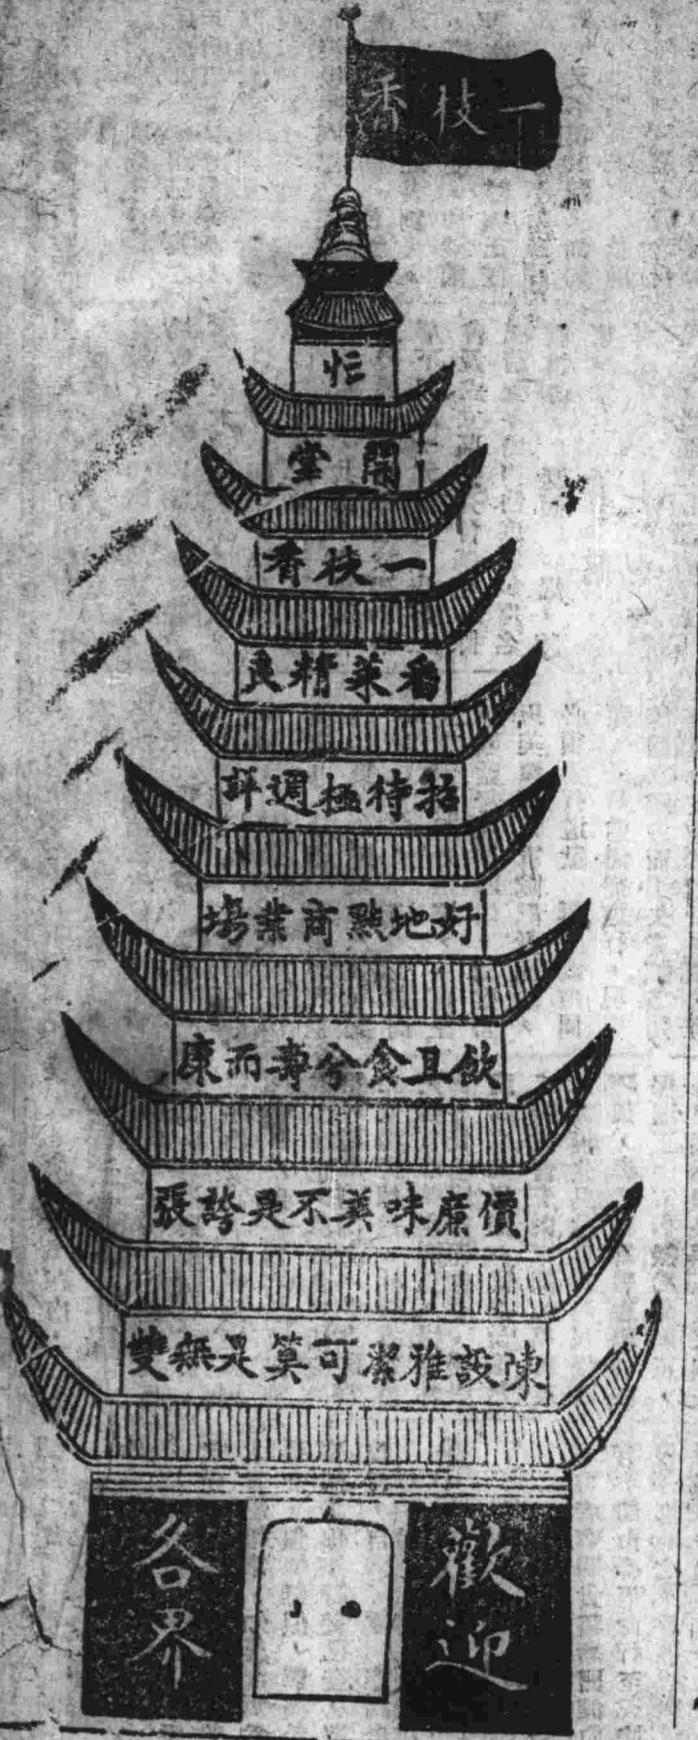 一枝香
忙
堂
一枝香
番菜精良
招待極週詳
好地點商業場
飲且食兮壽而康
價廉味美不是誇張
陳設雅潔可算是無雙
歡迎
各界